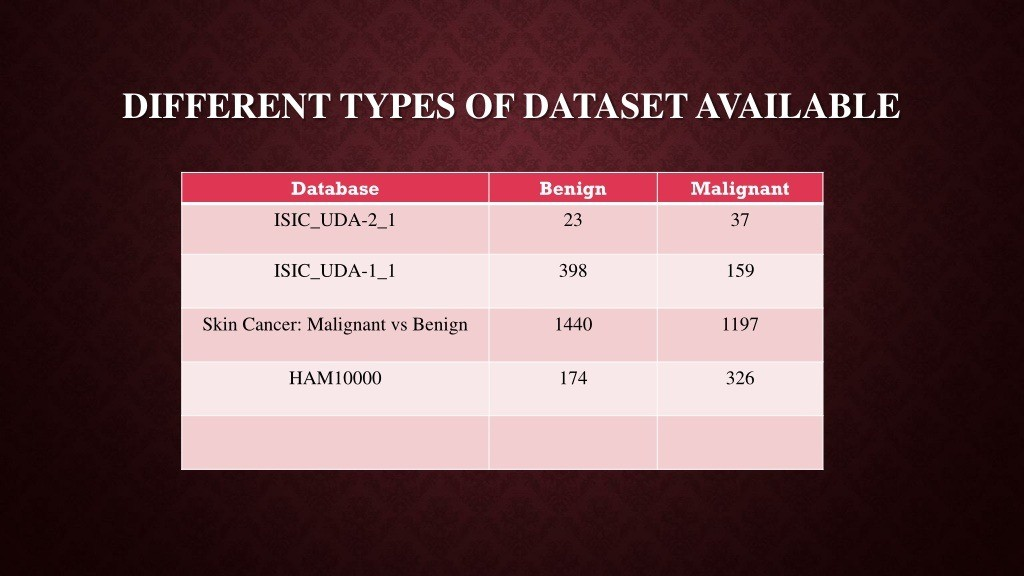 DIFFERENT TYPES OF DATASET AVAILABLE
Database Benign Malignant
ISIC_UDA-2_1 23 37
ISIC_UDA-1_1 398 159
Skin Cancer: Malignant vs Benign 1440 1197
HAM10000 174 326